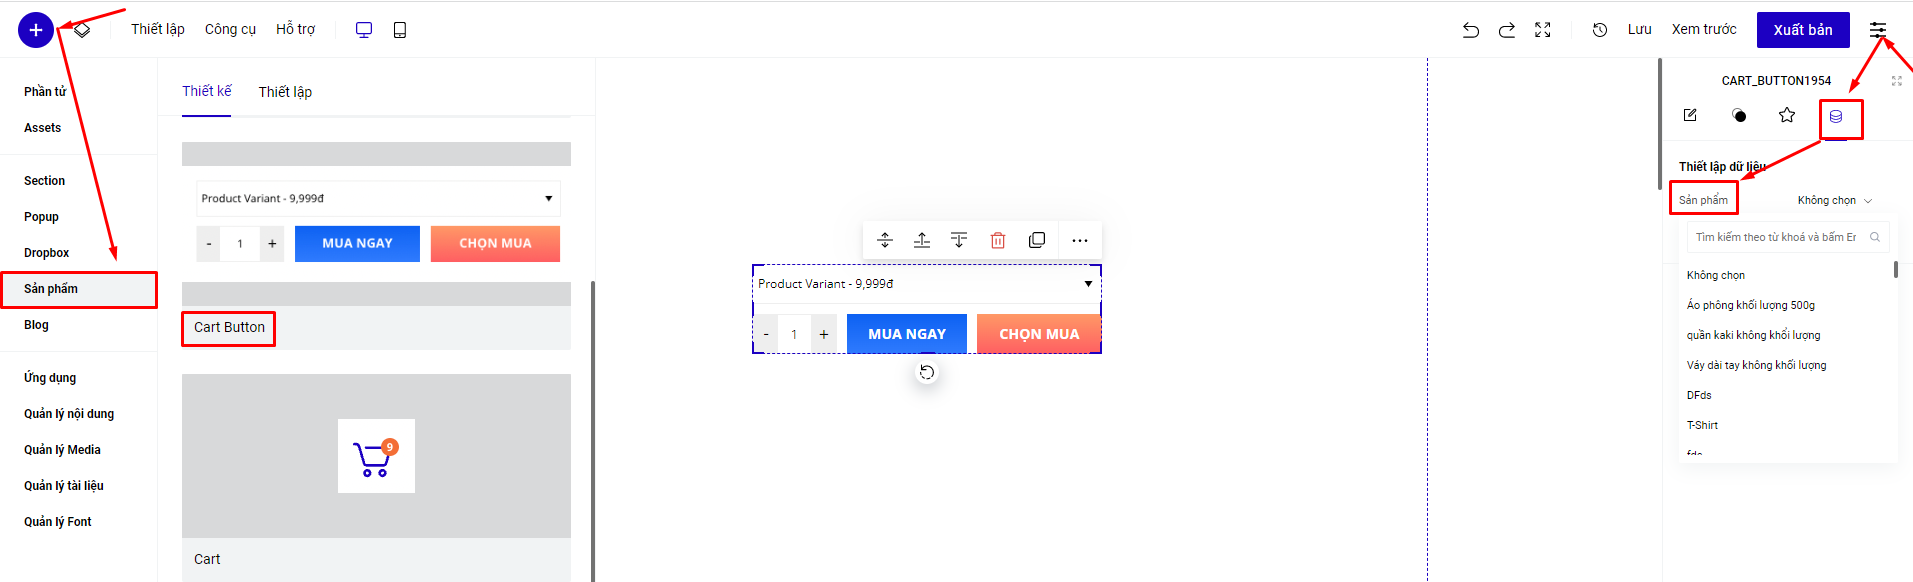 Thiết lập
Công cụ
Hỗ trợ
Lưu
Xem trước
Xuất bản
Phần tử
Assets
Section
Popup
Dropbox
Sản phẩm
Blog
Ứng dụng
Quản lý nội dung
Quản lý Media
Quản lý tài liệu
Quản lý Font
Thiết kế
Thiết lập
Product Variant - 9,999đ
- 1 +
MUA NGAY
CHỌN MUA
Cart Button
9
Cart
Product Variant - 9,999đ
- 1 +
MUA NGAY
CHỌN MUA
CART_BUTTON1954
Thiết lập dữ liệu
Sản phẩm
Không chọn
Tìm kiếm theo từ khoá và bấm Er
Không chọn
Áo phông khối lượng 500g
quần kaki không khối lượng
Váy dài tay không khối lượng
DFds
T-Shirt